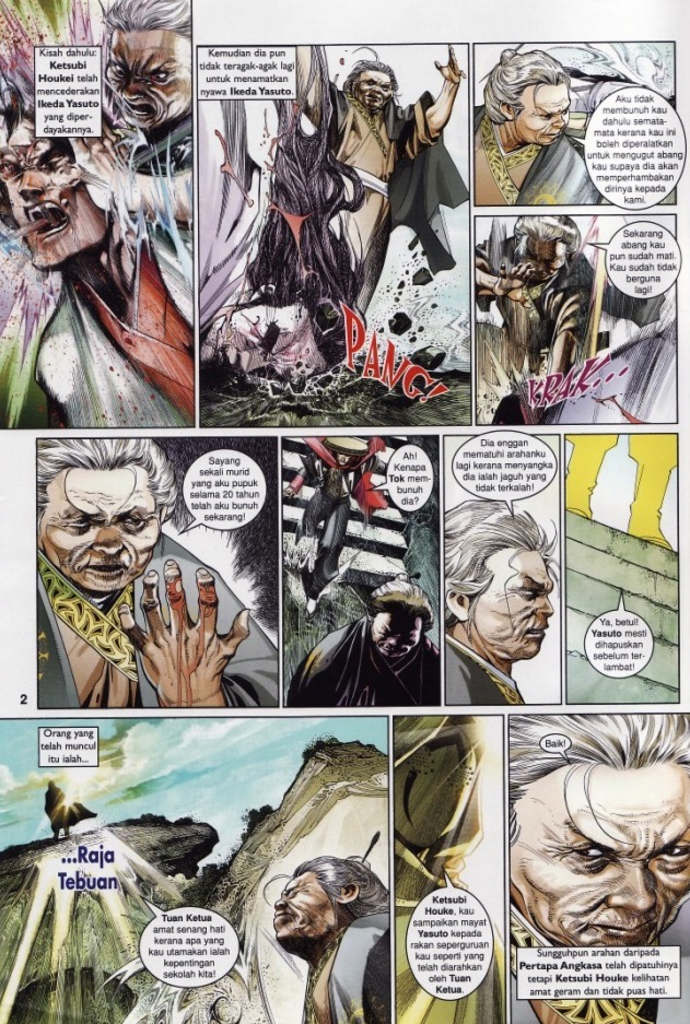 Kisah dahulu:
Ketsubi
Houkei telah
mencederakan
Ikeda Yasuto
yang diper-
dayakannya.
Kemudian dia pun
tidak teragak-agak lagi
untuk menamatkan
nyawa Ikeda Yasuto.
PANG!
Aku tidak
membunuh kau
dahulu semata-
mata kerana kau ini
boleh diperalatkan
untuk mengugut abang
kau supaya dia akan
memperhambakan
dirinya kepada
kami.
Sekarang
abang kau
pun sudah mati.
Kau sudah tidak
berguna
lagi!
KRAK...
Sayang
sekali murid
yang aku pupuk
selama 20 tahun
telah aku bunuh
sekarang!
Ah!
Kenapa
Tok mem-
bunuh
dia?
Dia enggan
mematuhi arahanku
lagi kerana menyangka
dia ialah jaguh yang
tidak terkalah!
Ya, betul!
Yasuto mesti
dihapuskan
sebelum ter-
lambat!
2
Orang yang
telah muncul
itu ialah...
...Raja
Tebuan
Tuan Ketua
amat senang hati
kerana apa yang
kau utamakan ialah
kepentingan
sekolah kita!
Ketsubi
Houke, kau
sampaikan mayat
Yasuto kepada
rakan seperguruan
kau seperti yang
telah diarahkan
oleh Tuan
Ketua.
Baik!
Sungguhpun arahan daripada
Pertapa Angkasa telah dipatuhinya
tetapi Ketsubi Houke kelihatan
amat geram dan tidak puas hati.